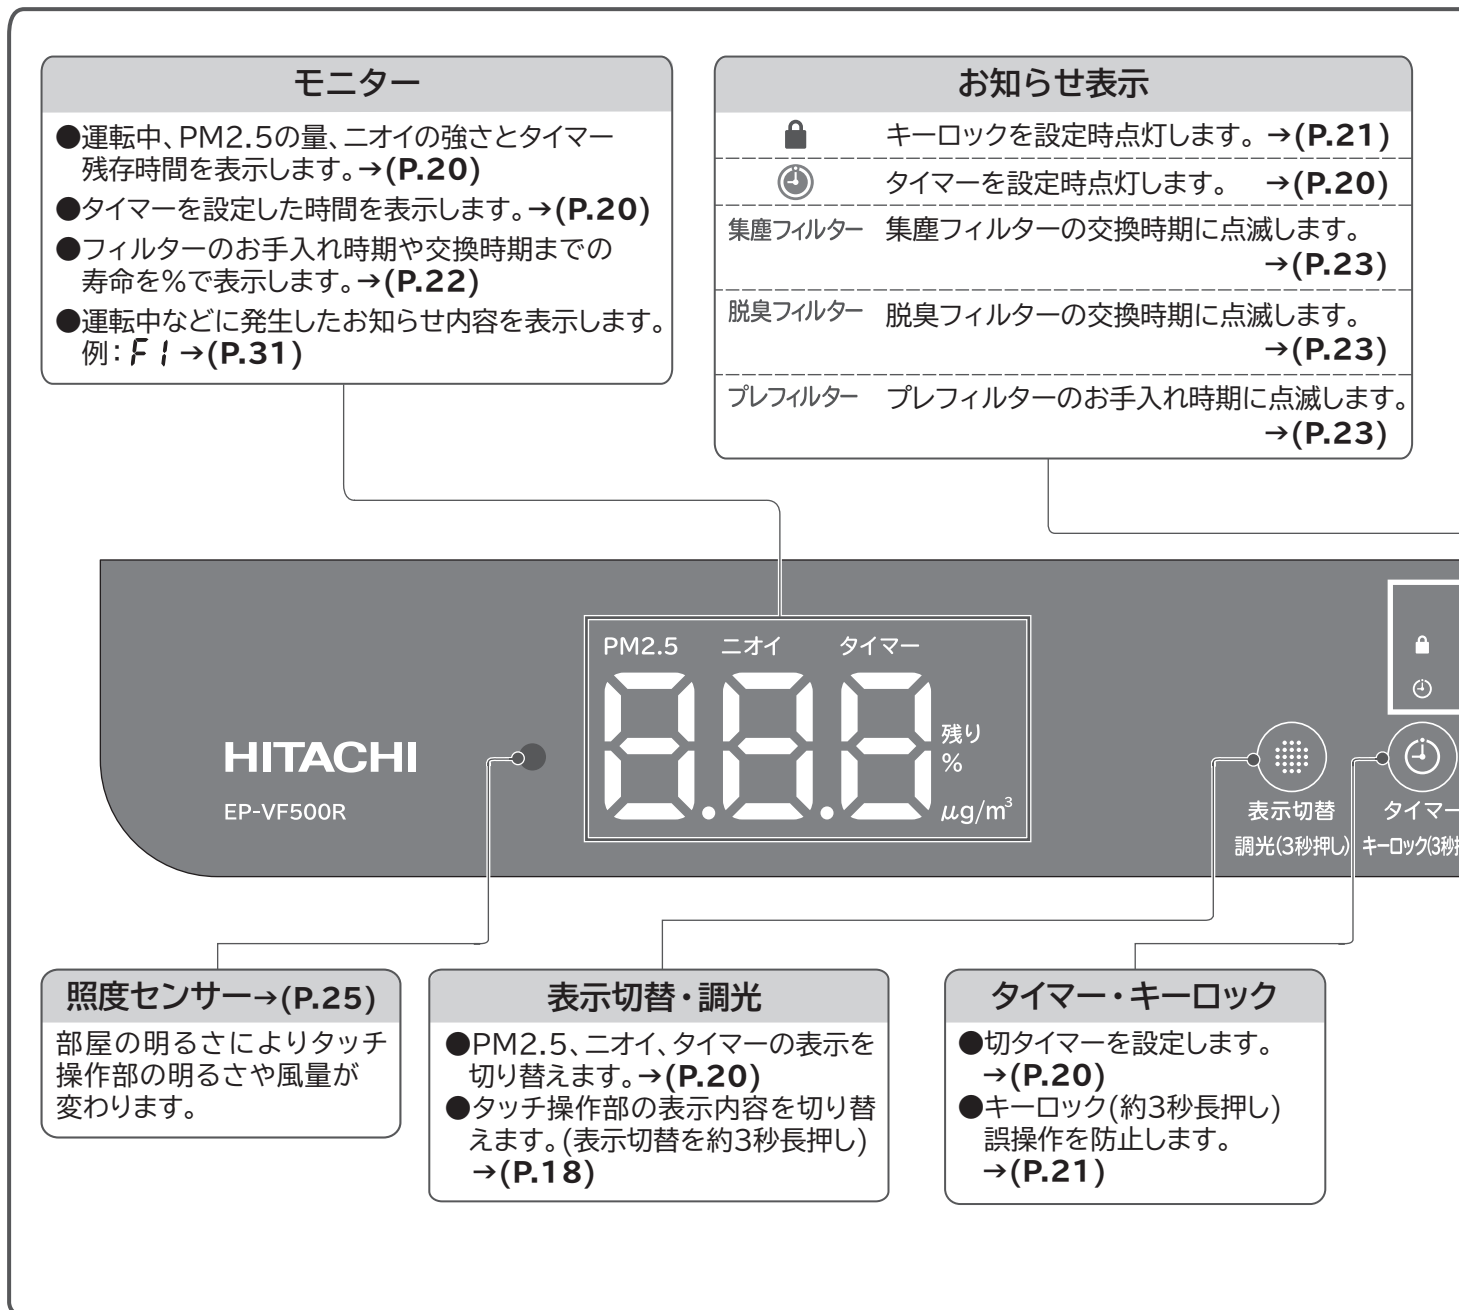 モニター
●運転中、PM2.5の量、ニオイの強さとタイマー
残存時間を表示します。→(P.20)
●タイマーを設定した時間を表示します。→(P.20)
●フィルターのお手入れ時期や交換時期までの
寿命を%で表示します。→(P.22)
●運転中などに発生したお知らせ内容を表示します。
例：F1→(P.31)
お知らせ表示
キーロックを設定時点灯します。→(P.21)
タイマーを設定時点灯します。 →(P.20)
集塵フィルター 集塵フィルターの交換時期に点滅します。
→(P.23)
脱臭フィルター 脱臭フィルターの交換時期に点滅します。
→(P.23)
プレフィルター プレフィルターのお手入れ時期に点滅します。
→(P.23)
PM2.5 ニオイ タイマー
8.8.8
残り
%
μg/m³
HITACHI
EP-VF500R
表示切替
調光(3秒押し)
タイマー
キーロック(3秒
照度センサー→(P.25)
部屋の明るさによりタッチ
操作部の明るさや風量が
変わります。
表示切替・調光
●PM2.5、ニオイ、タイマーの表示を
切り替えます。→(P.20)
●タッチ操作部の表示内容を切り替
えます。(表示切替を約3秒長押し)
→(P.18)
タイマー・キーロック
●切タイマーを設定します。
→(P.20)
●キーロック(約3秒長押し)
誤操作を防止します。
→(P.21)